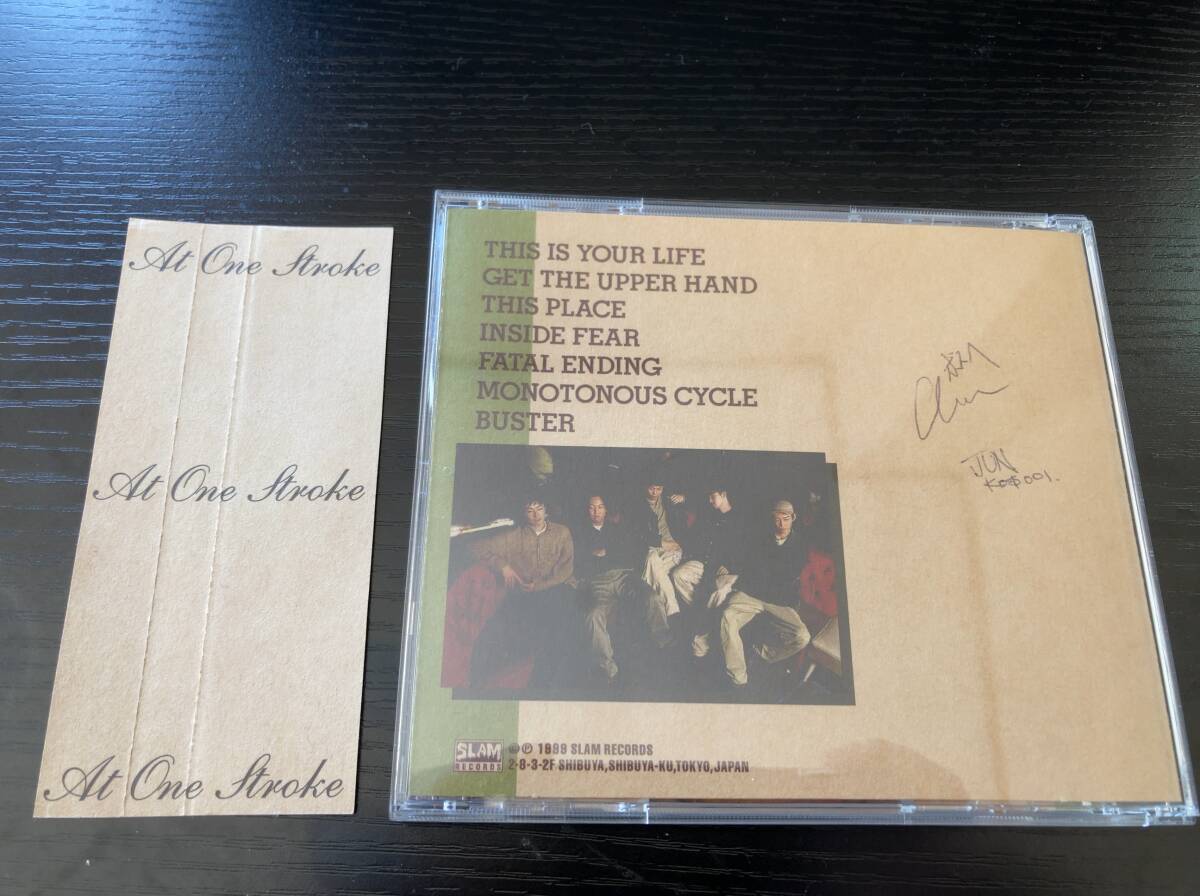 At One Stroke
At One Stroke
At One Stroke
THIS IS YOUR LIFE
GET THE UPPER HAND
THIS PLACE
INSIDE FEAR
FATAL ENDING
MONOTONOUS CYCLE
BUSTER
JUN
SLAM
RECORDS
©℗ 1999 SLAM RECORDS
2-9-3-2F SHIBUYA,SHIBUYA-KU,TOKYO,JAPAN